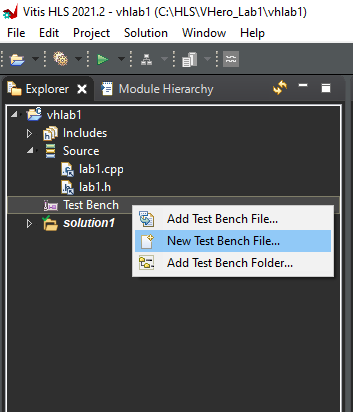 Vitis HLS 2021.2 - vhlab1 (C:\HLS\VHero_Lab1\vhlab1)
File Edit Project Solution Window Help
Explorer Module Hierarchy
vhlab1
Includes
Source
lab1.cpp
lab1.h
Test Bench
Add Test Bench File...
New Test Bench File...
solution1
Add Test Bench Folder...